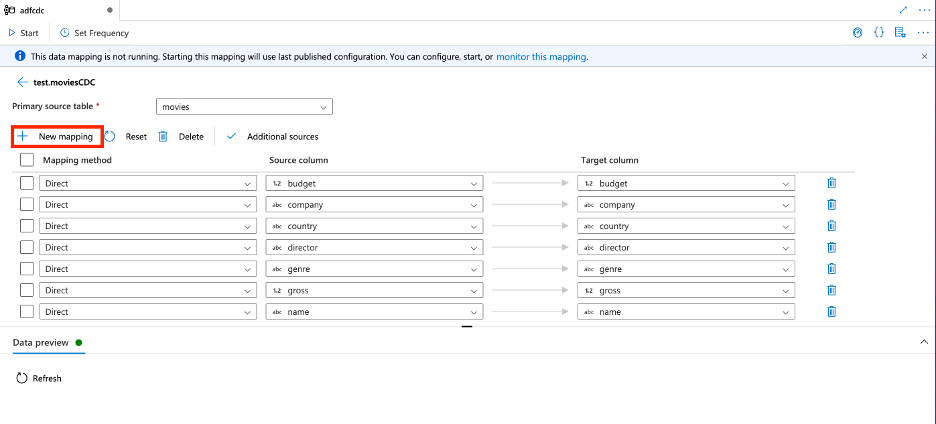 adfcdc
Start Set Frequency
This data mapping is not running. Starting this mapping will use last published configuration. You can configure, start, or monitor this mapping.
test.moviesCDC
Primary source table * movies
New mapping Reset Delete Additional sources
Mapping method Source column Target column
Direct 1.2 budget 1.2 budget
Direct abc company abc company
Direct abc country abc country
Direct abc director abc director
Direct abc genre abc genre
Direct 1.2 gross 1.2 gross
Direct abc name abc name
Data preview
Refresh